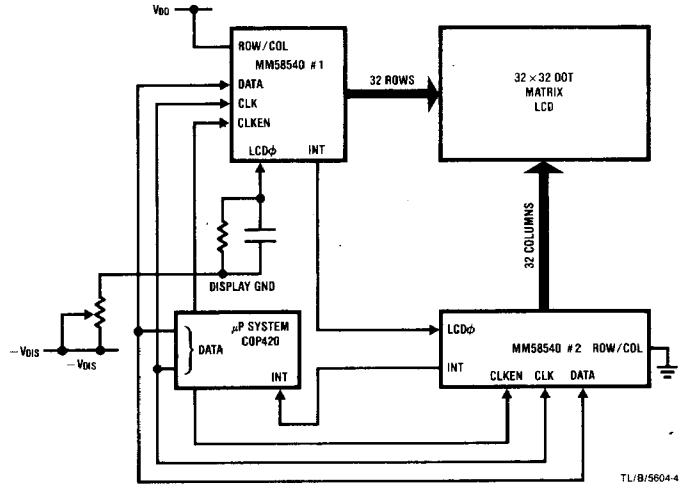 VDD
ROW/COL
MM58540 #1
DATA
CLK
CLKEN
LCDϕ INT
32 ROWS
32 × 32 DOT
MATRIX
LCD
32 COLUMNS
DISPLAY GND
−VDIS
−VDIS
μP SYSTEM
COP420
DATA
INT
LCDϕ
MM58540 #2 ROW/COL
INT
CLKEN CLK DATA
TL/B/5604-4